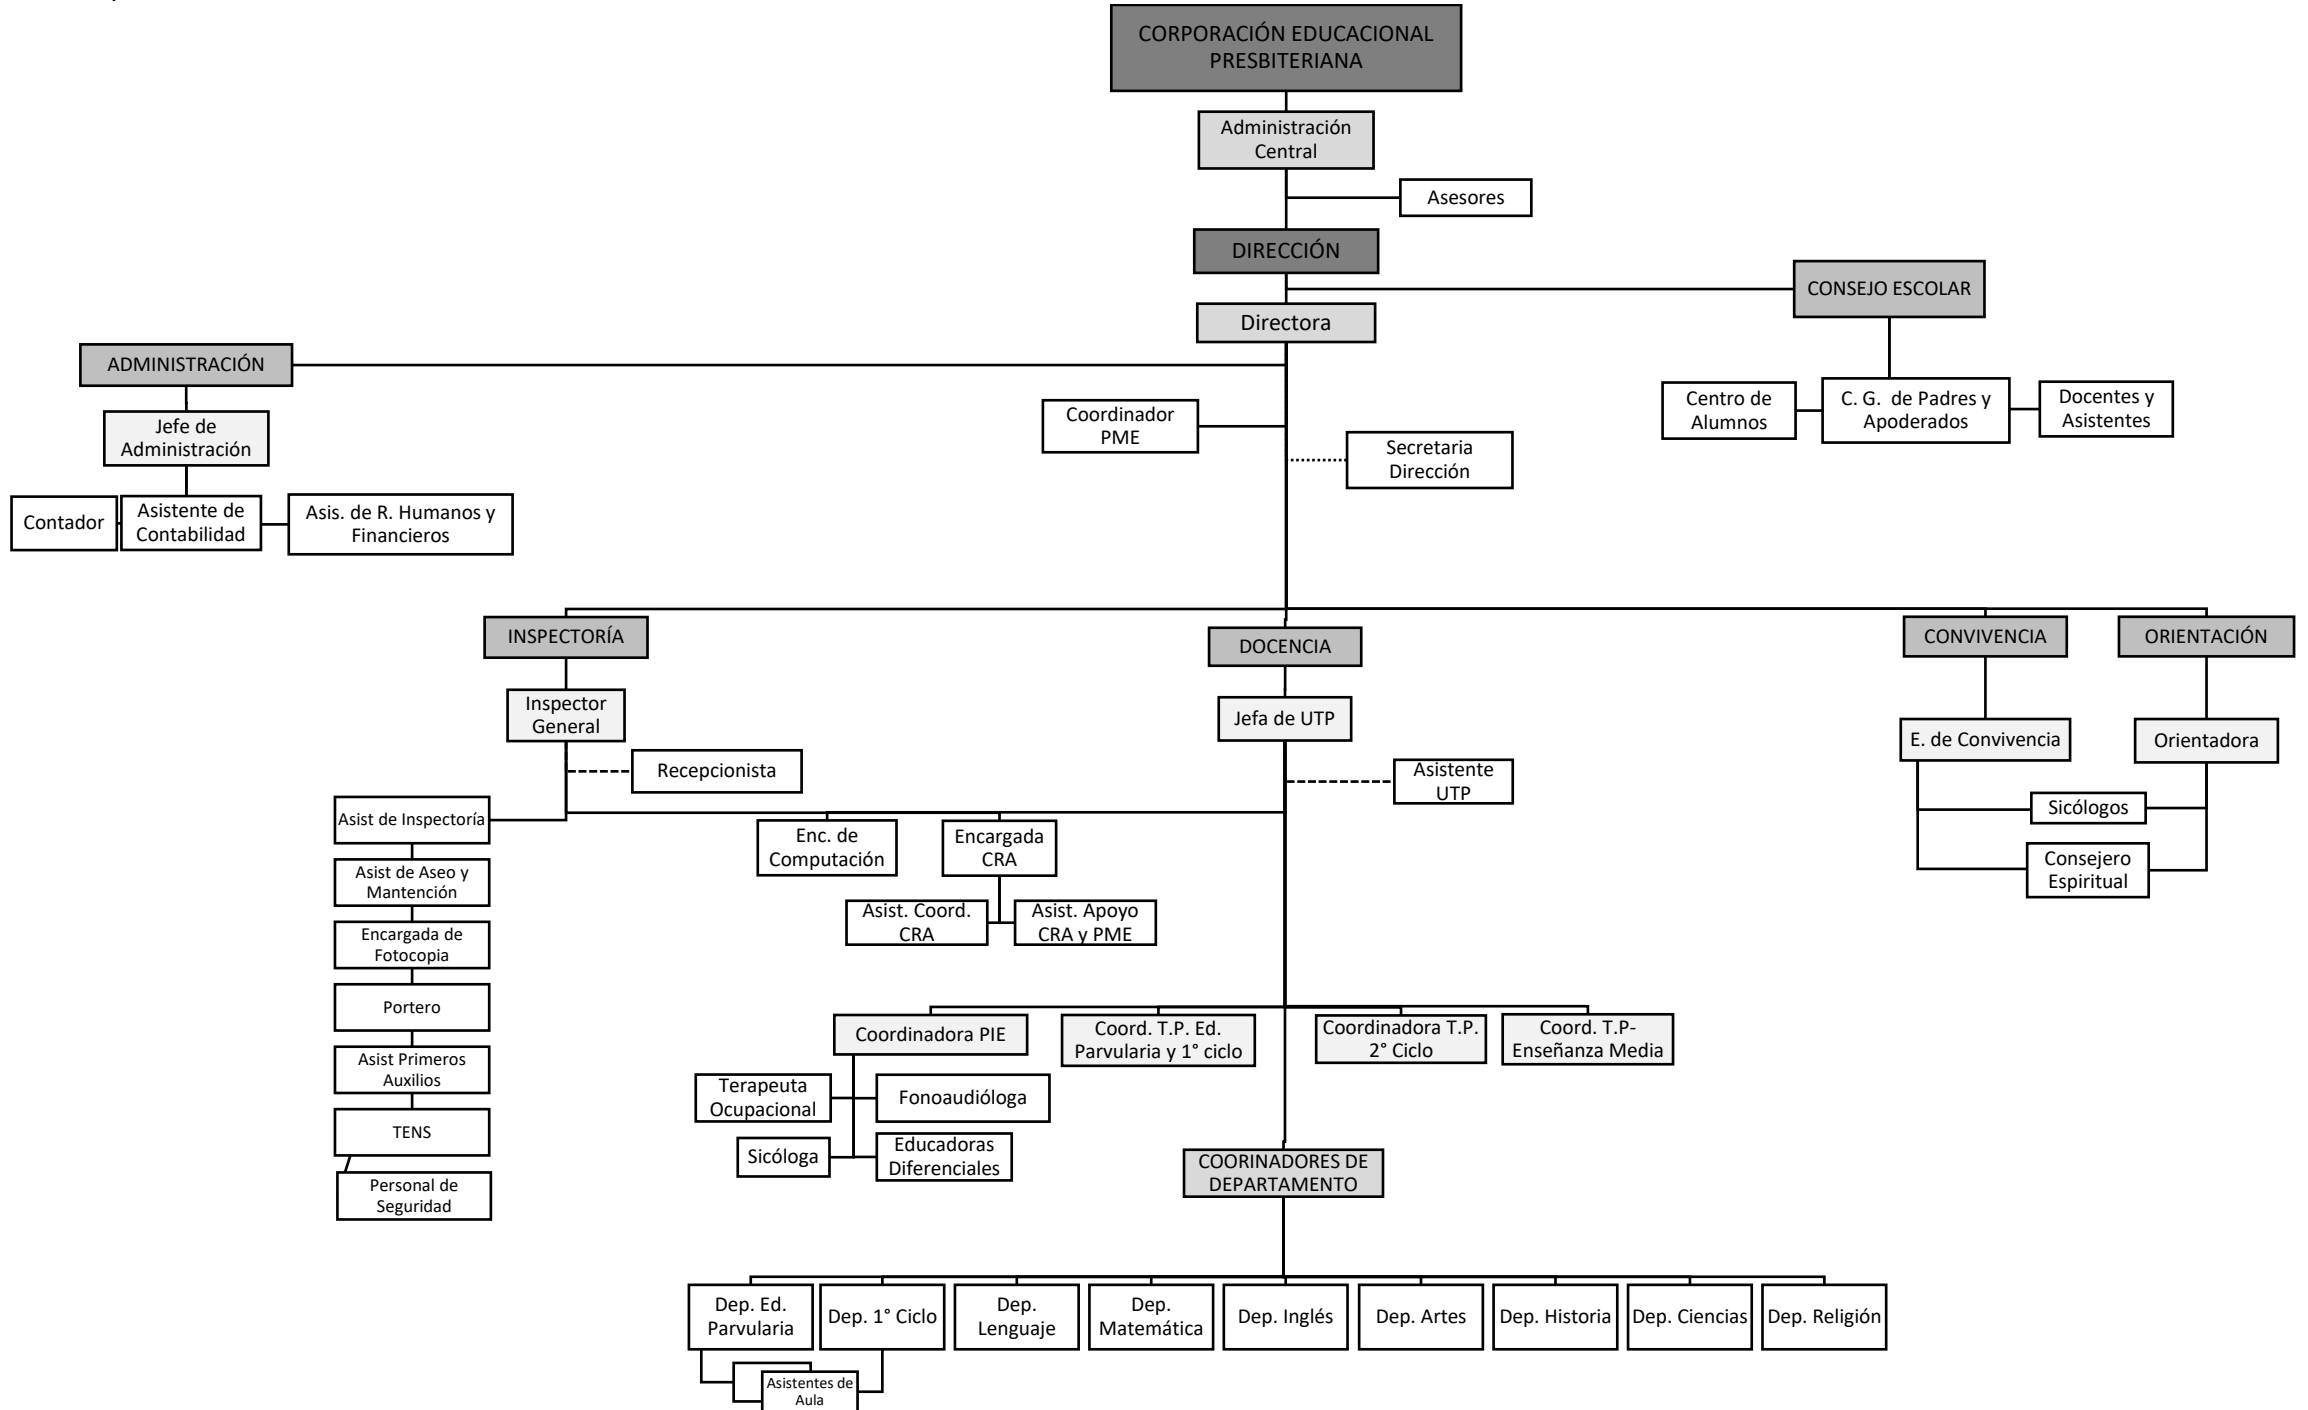 CORPORACIÓN EDUCACIONAL
PRESBITERIANA
Administración
Central
Asesores
DIRECCIÓN
CONSEJO ESCOLAR
Directora
ADMINISTRACIÓN
Jefe de
Administración
Coordinador
PME
Secretaria
Dirección
Centro de
Alumnos
C. G. de Padres y
Apoderados
Docentes y
Asistentes
Contador
Asistente de
Contabilidad
Asis. de R. Humanos y
Financieros
INSPECTORÍA
DOCENCIA
CONVIVENCIA
ORIENTACIÓN
Inspector
General
Jefa de UTP
E. de Convivencia
Orientadora
Recepcionista
Asistente
UTP
Sicólogos
Consejero
Espiritual
Asist de Inspectoría
Enc. de
Computación
Encargada
CRA
Asist de Aseo y
Mantención
Asist. Coord.
CRA
Asist. Apoyo
CRA y PME
Encargada de
Fotocopia
Portero
Asist Primeros
Auxilios
TENS
Personal de
Seguridad
Coordinadora PIE
Coord. T.P. Ed.
Parvularia y 1° ciclo
Coordinadora T.P.
2° Ciclo
Coord. T.P-
Enseñanza Media
Terapeuta
Ocupacional
Fonoaudióloga
Sicóloga
Educadoras
Diferenciales
COORINADORES DE
DEPARTAMENTO
Dep. Ed.
Parvularia
Dep. 1° Ciclo
Dep.
Lenguaje
Dep.
Matemática
Dep. Inglés
Dep. Artes
Dep. Historia
Dep. Ciencias
Dep. Religión
Asistentes de
Aula